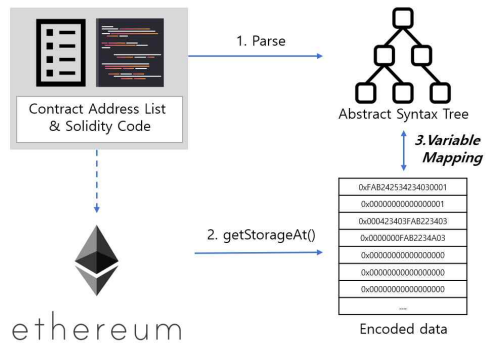 1. Parse
Contract Address List
& Solidity Code
Abstract Syntax Tree
3.Variable
Mapping
0xFAB242534234030001
0x00000000000000001
0x000423403FAB223403
0x0000000FAB2234A03
0x00000000000000000
0x00000000000000000
0x00000000000000000
....
2. getStorageAt()
ethereum
Encoded data